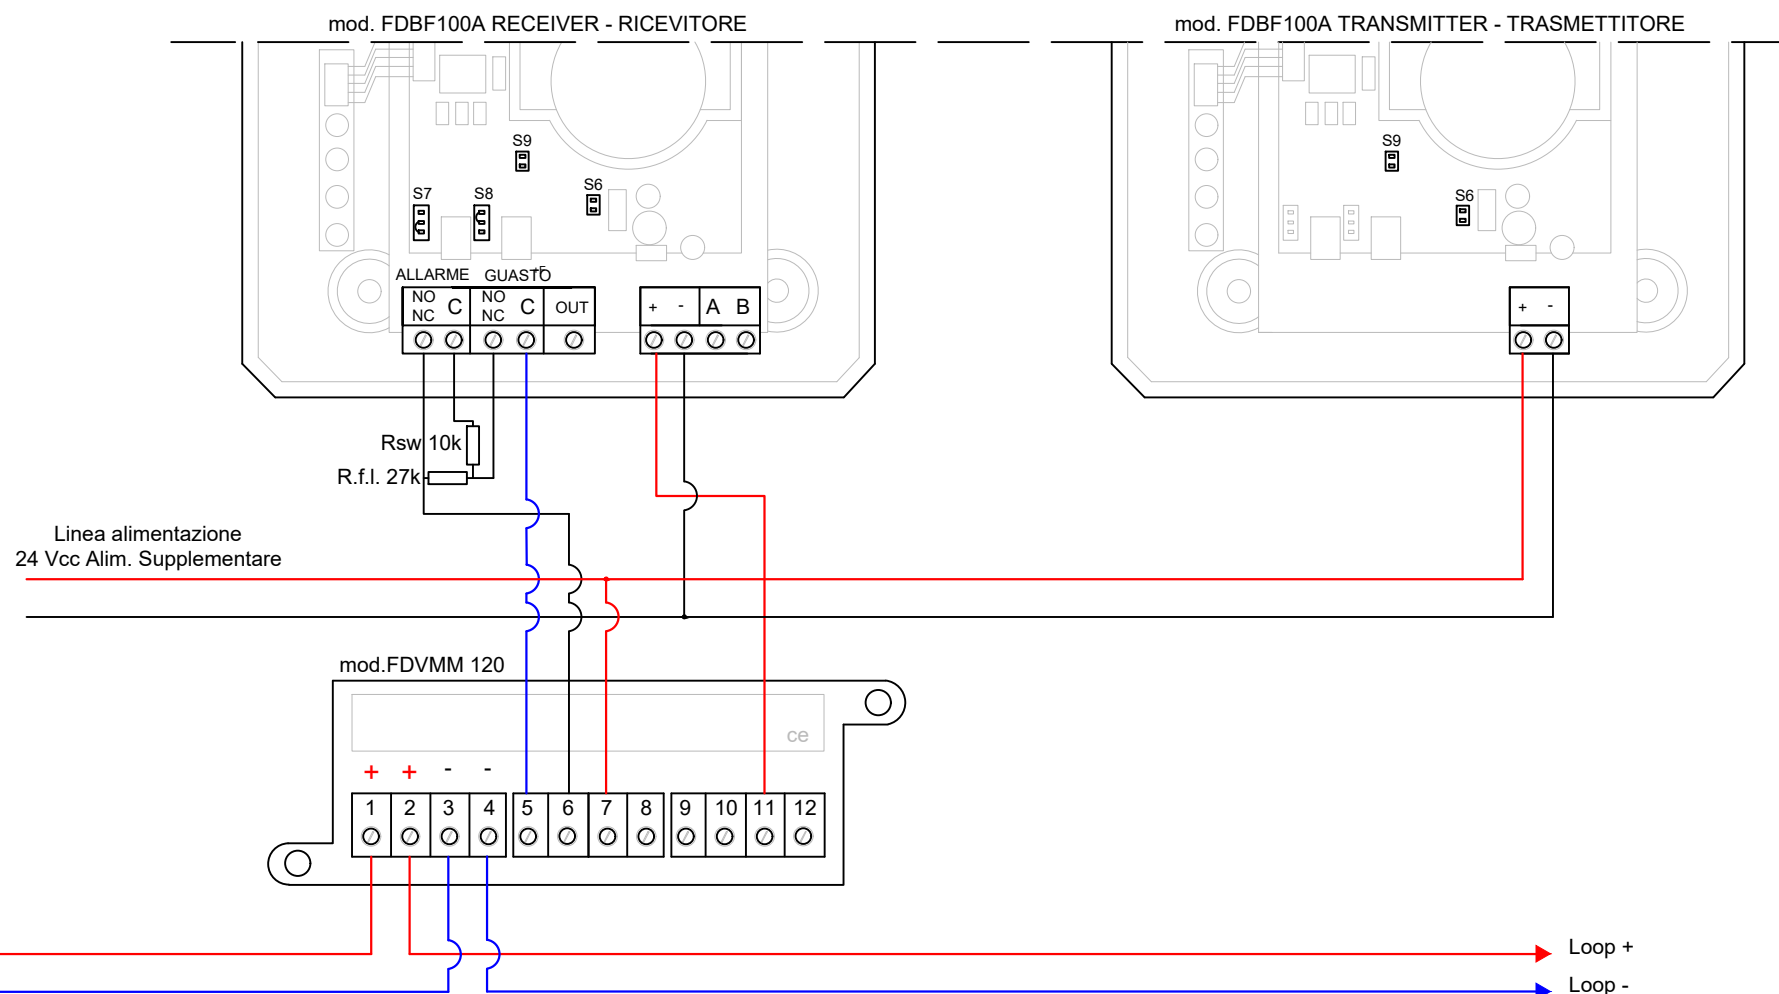 mod. FDBF100A RECEIVER - RICEVITORE
mod. FDBF100A TRANSMITTER - TRASMETTITORE
S9
S9
S7
S8
S6
S6
ALLARME
GUASTO
NO
NC
C
NO
NC
C
OUT
+ - A B
+ -
Rsw 10k
R.f.l. 27k
Linea alimentazione
24 Vcc Alim. Supplementare
mod.FDVMM 120
ce
+ + - -
1 2 3 4 5 6 7 8 9 10 11 12
Loop +
Loop -